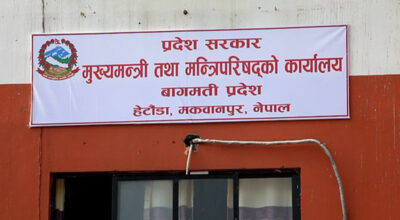 प्रदेश सरकार
मुख्यमन्त्री तथा मन्त्रिपरिषद्को कार्यालय
बागमती प्रदेश
हेटौंडा, मकवानपुर, नेपाल